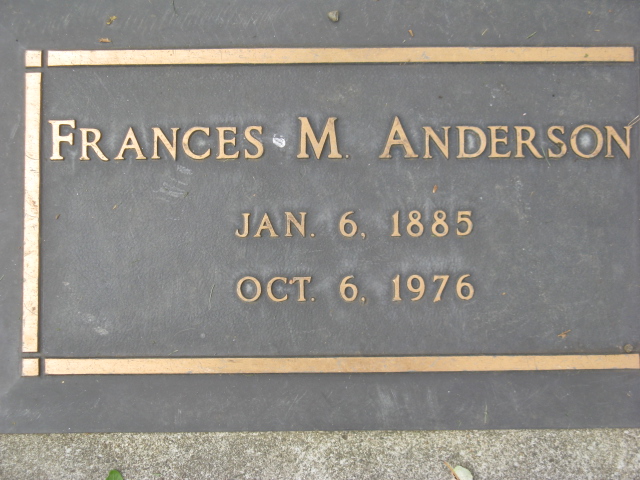 FRANCES M. ANDERSON
JAN. 6, 1885
OCT. 6, 1976